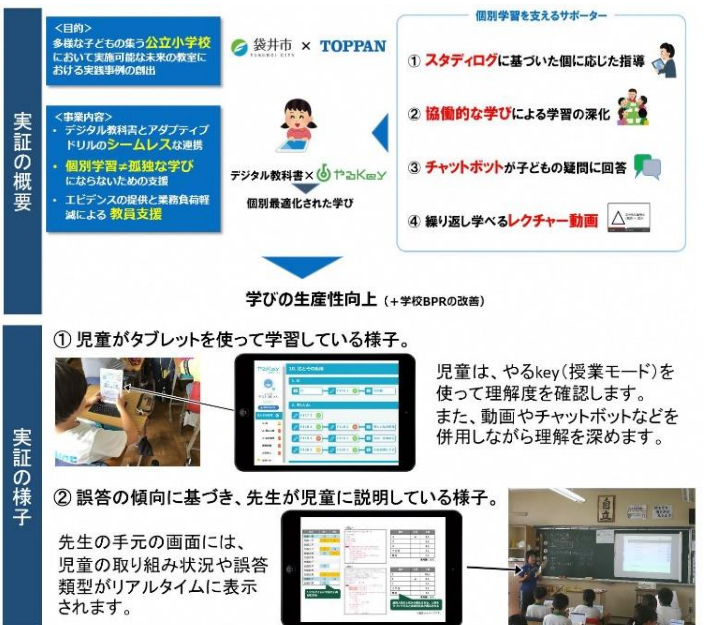 実証の概要
<目的>
多様な子どもの集う公立小学校
において実施可能な未来の教室に
おける実践事例の創出
<事業内容>
・ デジタル教科書とアダプティブ
ドリルのシームレスな連携
・ 個別学習≠孤独な学び
にならないための支援
・ エビデンスの提供と業務負荷軽
減による 教員支援
袋井市 × TOPPAN
FUKUROI CITY
デジタル教科書×やるKey
個別最適化された学び
個別学習を支えるサポーター
① スタディログに基づいた個に応じた指導
② 協働的な学びによる学習の深化
③ チャットボットが子どもの疑問に回答
④ 繰り返し学べるレクチャー動画
学びの生産性向上 (+学校BPRの改善)
実証の様子
① 児童がタブレットを使って学習している様子。
やるKey
児童は、やるkey(授業モード)を
使って理解度を確認します。
また、動画やチャットボットなどを
併用しながら理解を深めます。
② 誤答の傾向に基づき、先生が児童に説明している様子。
先生の手元の画面には、
児童の取り組み状況や誤答
類型がリアルタイムに表示
されます。